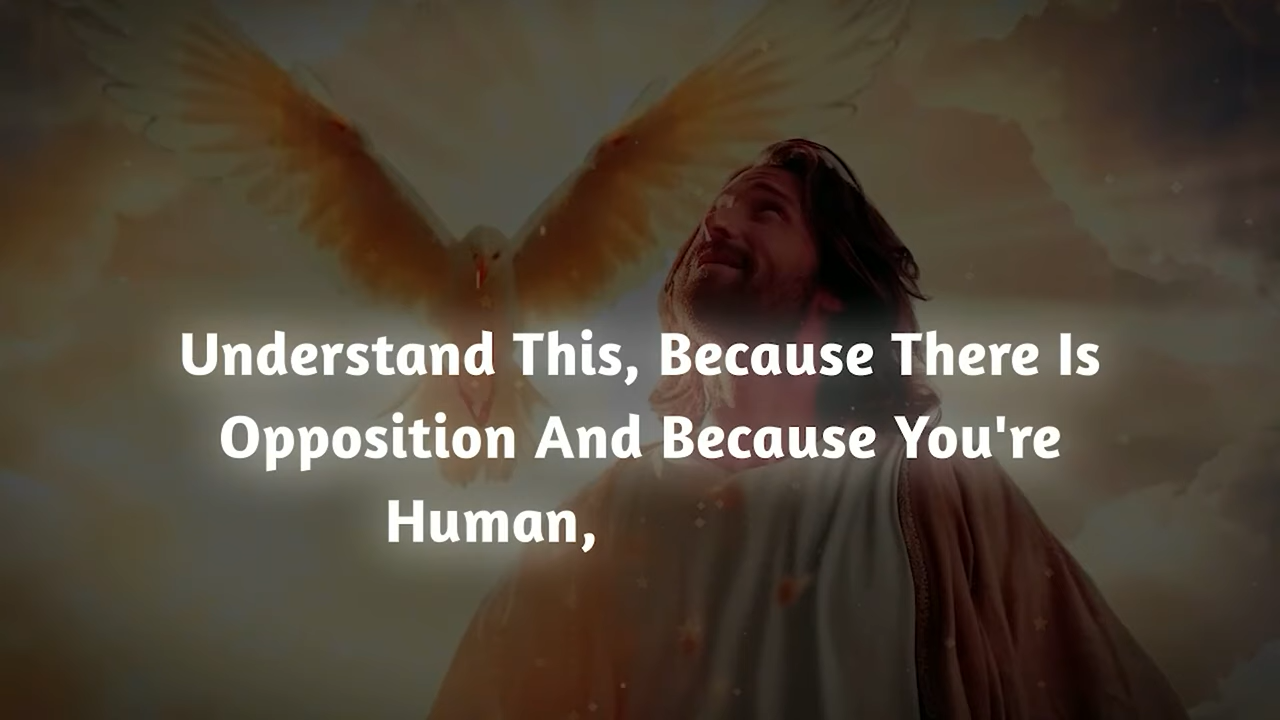 Understand This, Because There Is
Opposition And Because You're
Human,